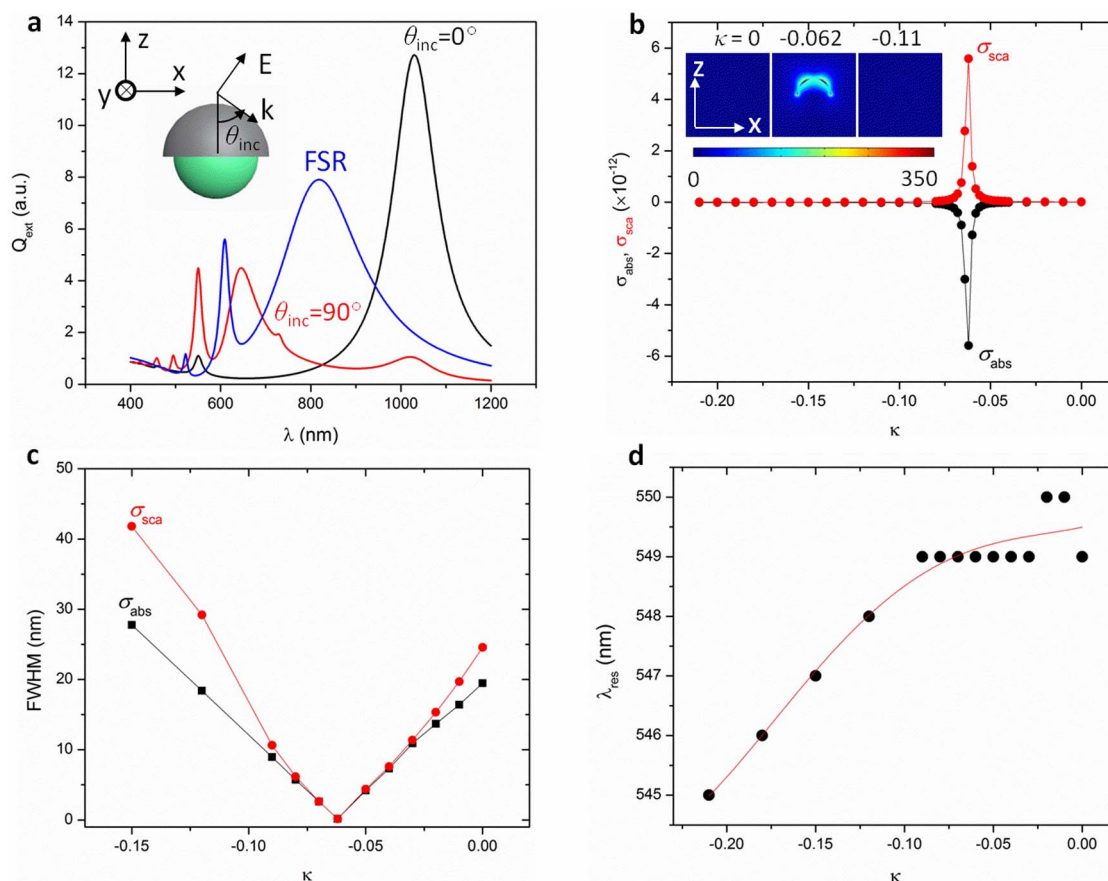 a
z
x
y
E
k
θinc
θinc=0°
FSR
θinc=90°
Qext (a.u.)
14
13
12
10
8
6
4
2
1
0
400 600 800 1000 1200
λ (nm)
b
κ = 0 -0.062 -0.11
Z
X
0 350
σsca
σabs
σabs, σsca (×10-12)
6
4
2
0
-2
-4
-6
-0.20 -0.15 -0.10 -0.05 0.00
κ
c
σsca
σabs
FWHM (nm)
50
40
30
20
10
0
-0.15 -0.10 -0.05 0.00
κ
d
λres (nm)
550
549
548
547
546
545
-0.20 -0.15 -0.10 -0.05 0.00
κ